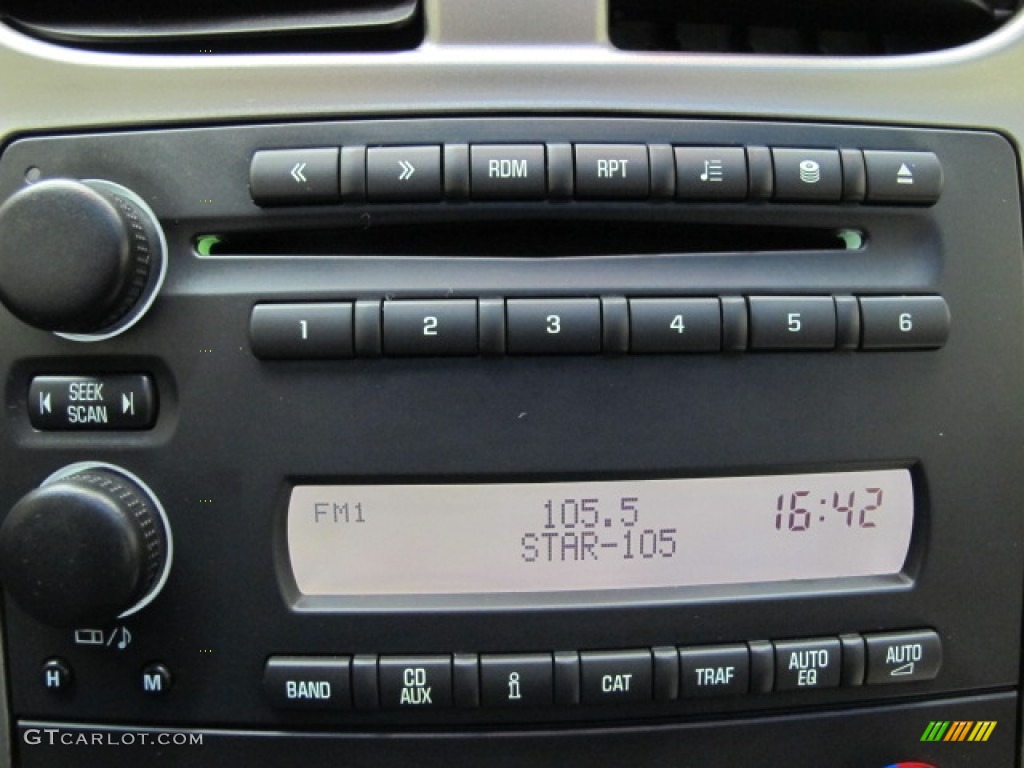 RDM RPT
1 2 3 4 5 6
SEEK
SCAN
FM1 105.5 16:42
STAR-105
H M
BAND CD AUX i CAT TRAF AUTO EQ AUTO
GTCARLOT.COM